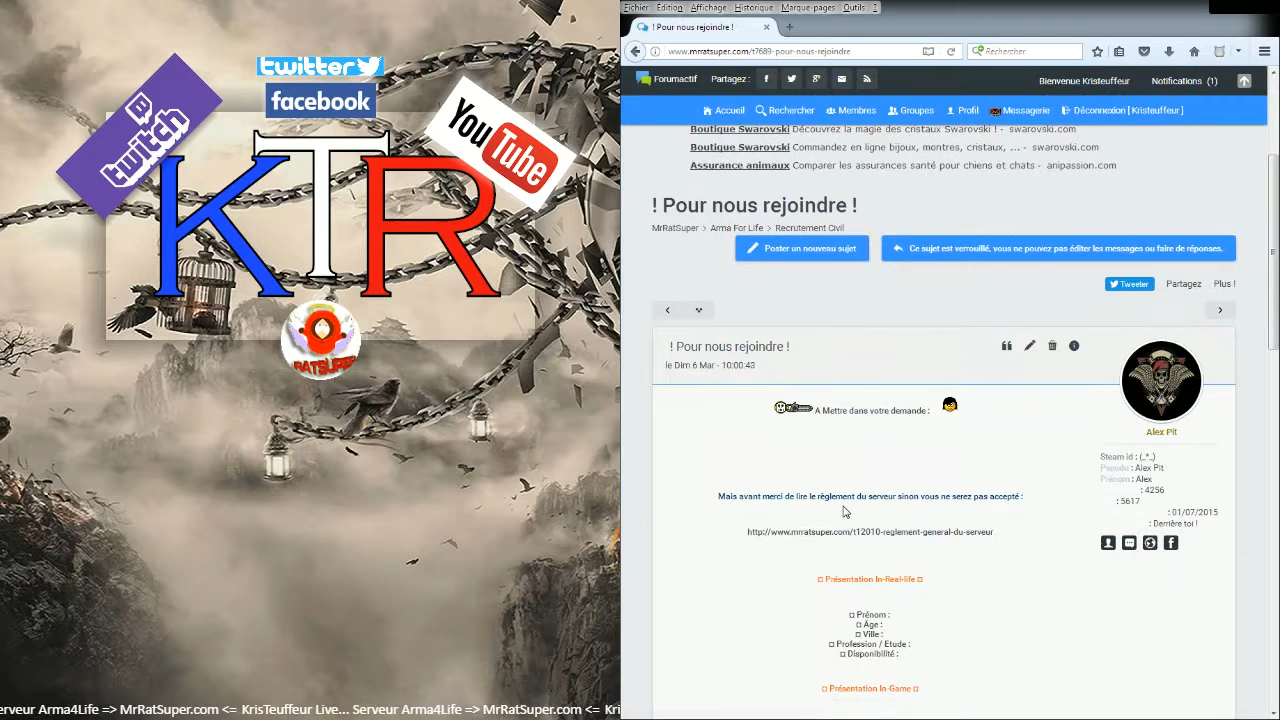 twitter
facebook
twitch
You Tube
KTR
RATSUPER
Serveur Arma4Life => MrRatSuper.com <= KrisTeuffeur Live... Serveur Arma4Life => MrRatSuper.com <= Kri
Fichier Édition Affichage Historique Marque-pages Outils ?
! Pour nous rejoindre !
www.mrratsuper.com/t7689-pour-nous-rejoindre
Rechercher
Forumactif Partagez : Bienvenue Kristeuffeur Notifications (1)
Accueil Rechercher Membres Groupes Profil Messagerie Déconnexion [ Kristeuffeur ]
Boutique Swarovski Découvrez la magie des cristaux Swarovski ! - swarovski.com
Boutique Swarovski Commandez en ligne bijoux, montres, cristaux, ... - swarovski.com
Assurance animaux Comparer les assurances santé pour chiens et chats - anipassion.com
! Pour nous rejoindre !
MrRatSuper > Arma For Life > Recrutement Civil
Poster un nouveau sujet
Ce sujet est verrouillé, vous ne pouvez pas éditer les messages ou faire de réponses.
Tweeter Partagez Plus !
! Pour nous rejoindre !
le Dim 6 Mar - 10:00:43
A Mettre dans votre demande :
Mais avant merci de lire le règlement du serveur sinon vous ne serez pas accepté :
http://www.mrratsuper.com/t12010-reglement-general-du-serveur
¤ Présentation In-Real-life ¤
¤ Prénom :
¤ Âge :
¤ Ville :
¤ Profession / Etude :
¤ Disponibilité :
¤ Présentation In-Game ¤
Alex Pit
Steam id : (_*_)
Pseudo : Alex Pit
Prénom : Alex
: 4256
: 5617
: 01/07/2015
: Derrière toi !